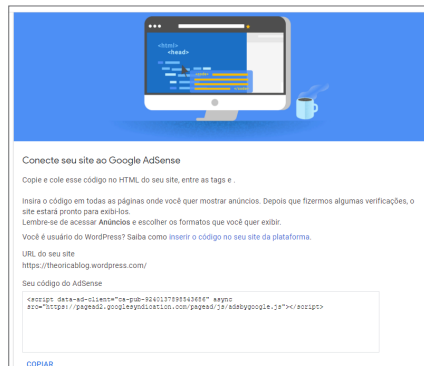 <html>
<head>
Conecte seu site ao Google AdSense
Copie e cole esse código no HTML do seu site, entre as tags e .
Insira o código em todas as páginas onde você quer mostrar anúncios. Depois que fizermos algumas verificações, o
site estará pronto para exibi-los.
Lembre-se de acessar Anúncios e escolher os formatos que você quer exibir.
Você é usuário do WordPress? Saiba como inserir o código no seu site da plataforma.
URL do seu site
https://theoricablog.wordpress.com/
Seu código do AdSense
<script data-ad-client="ca-pub-9240137898543686" async
src="https://pagead2.googlesyndication.com/pagead/js/adsbygoogle.js"></script>
COPIAR